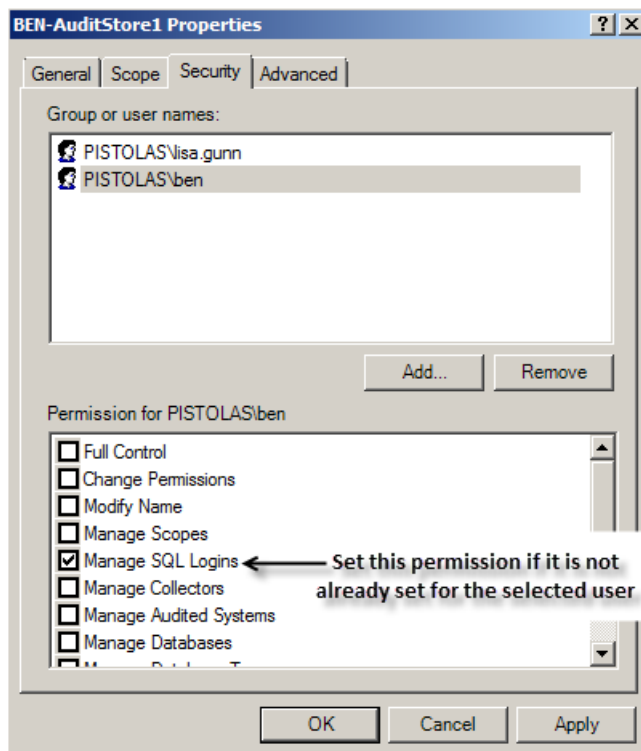 BEN-AuditStore1 Properties
General Scope Security Advanced
Group or user names:
PISTOLAS\lisa.gunn
PISTOLAS\ben
Add... Remove
Permission for PISTOLAS\ben
Full Control
Change Permissions
Modify Name
Manage Scopes
Manage SQL Logins
Set this permission if it is not
already set for the selected user
Manage Collectors
Manage Audited Systems
Manage Databases
OK Cancel Apply